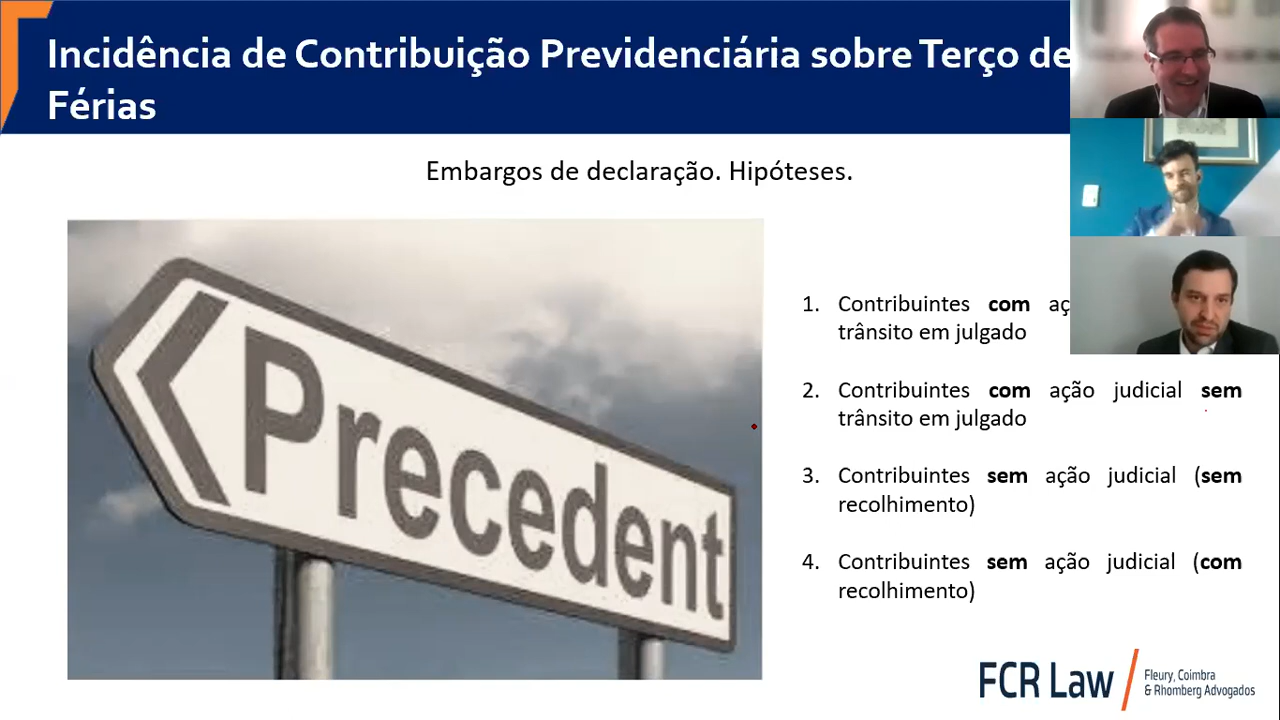 Incidência de Contribuição Previdenciária sobre Terço de
Férias
Embargos de declaração. Hipóteses.
Precedent
1. Contribuintes com
trânsito em julgado
2. Contribuintes com ação judicial sem
trânsito em julgado
3. Contribuintes sem ação judicial (sem
recolhimento)
4. Contribuintes sem ação judicial (com
recolhimento)
FCR Law
Fleury, Coimbra
& Rhomberg Advogados